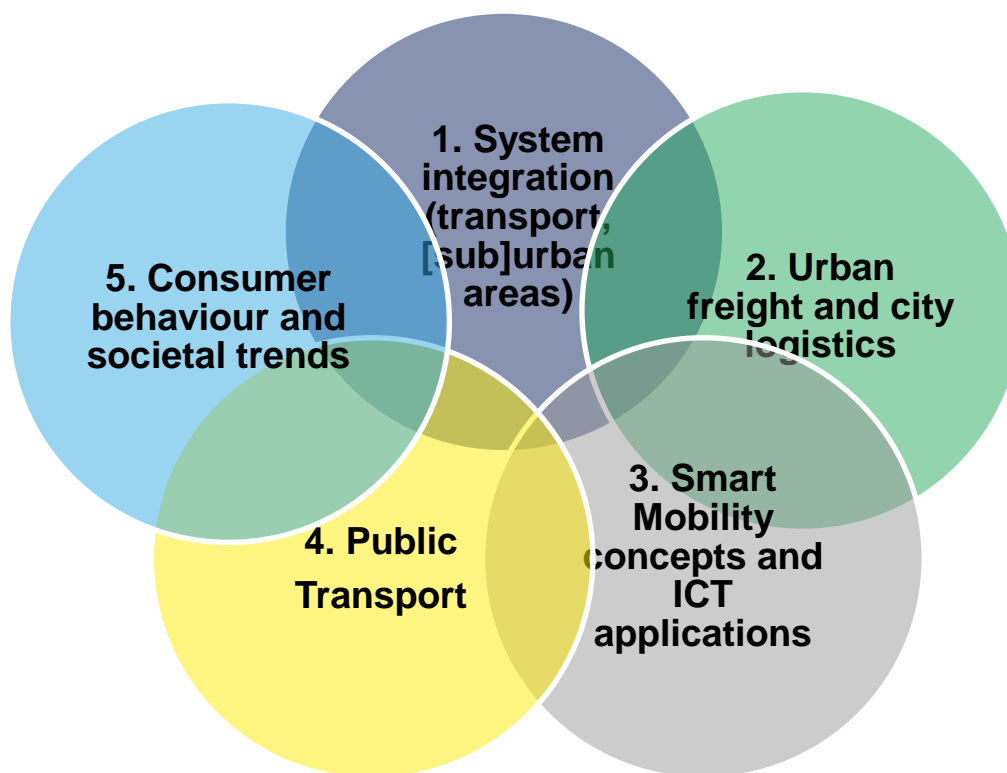 1. System
integration
(transport,
[sub]urban
areas)
2. Urban
freight and city
logistics
3. Smart
Mobility
concepts and
ICT
applications
4. Public
Transport
5. Consumer
behaviour and
societal trends